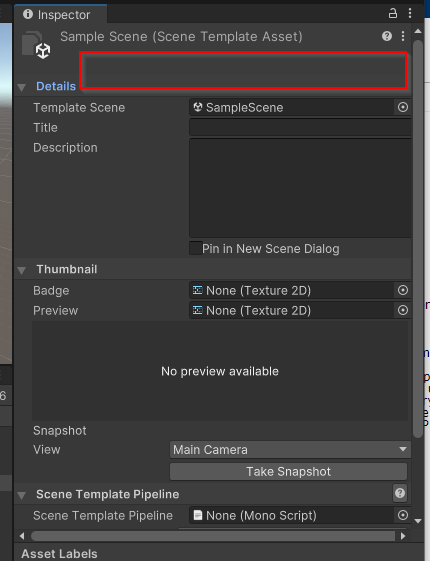 Inspector
Sample Scene (Scene Template Asset)
Details
Template Scene SampleScene
Title
Description
Pin in New Scene Dialog
Thumbnail
Badge None (Texture 2D)
Preview None (Texture 2D)
No preview available
Snapshot
View Main Camera
Take Snapshot
Scene Template Pipeline
Scene Template Pipeline None (Mono Script)
Asset Labels